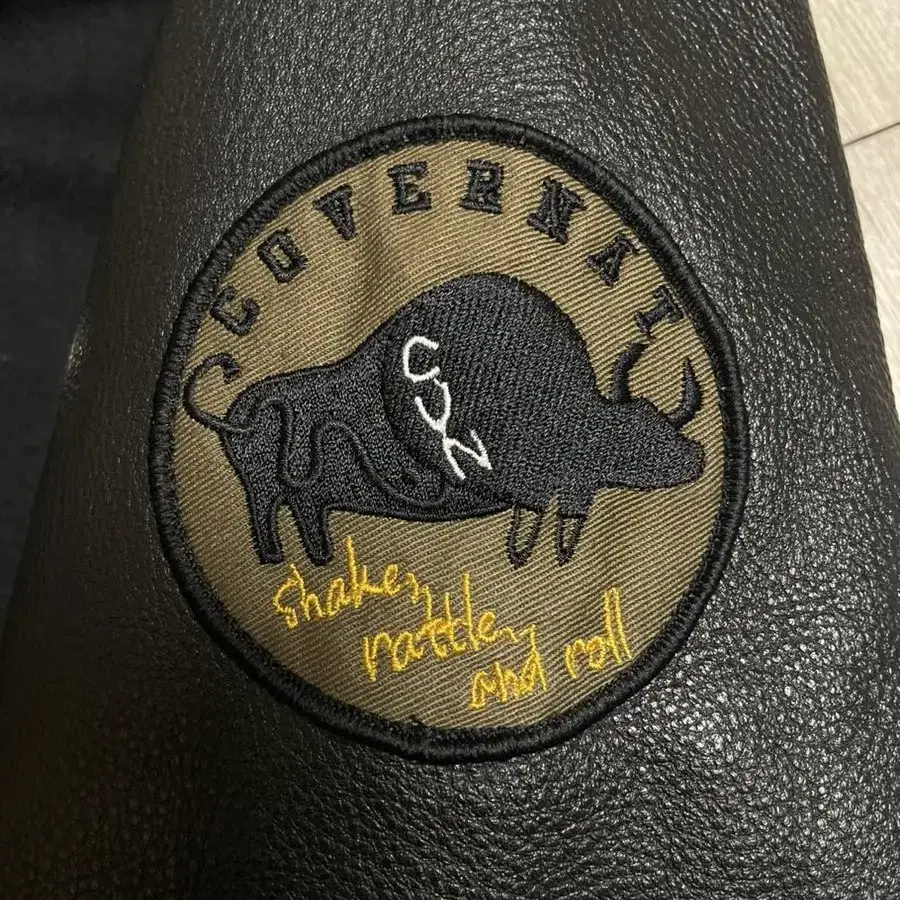 COVERNAT
CVN
shake,
rattle,
and roll